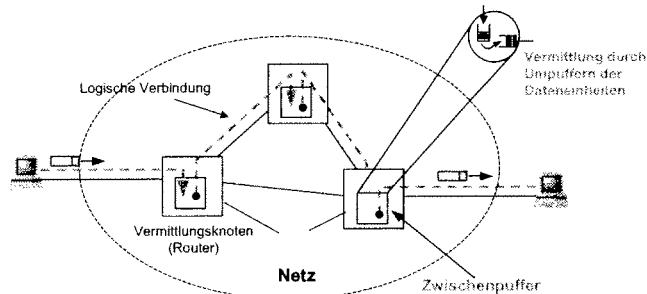 Vermittlung durch
Umpuffern der
Dateneinheiten
Logische Verbindung
Vermittlungsknoten
(Router)
Netz
Zwischenpuffer